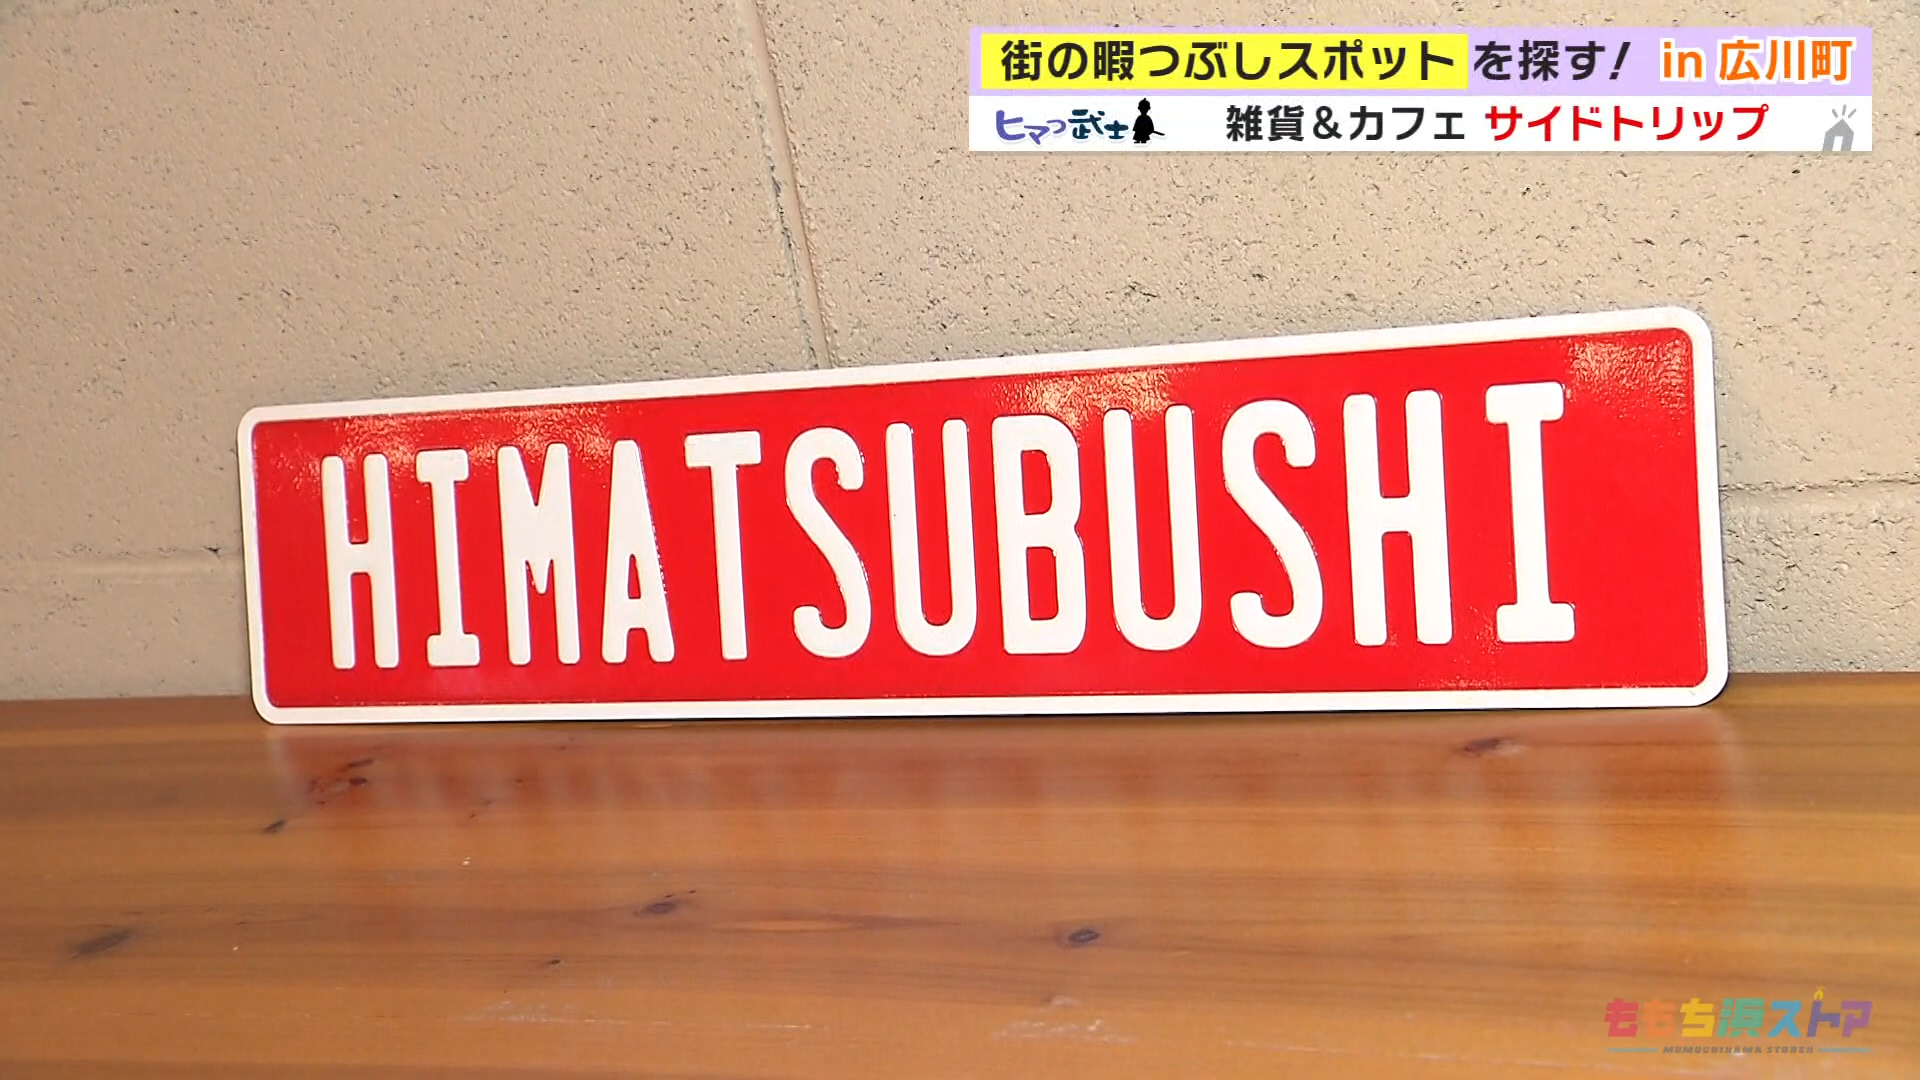 街の暇つぶしスポットを探す! in 広川町
ヒマつ武士 雑貨&カフェ サイドトリップ
HIMATSUBUSHI
ももち浜ストア
MOMOCHIHAMA STORE!!